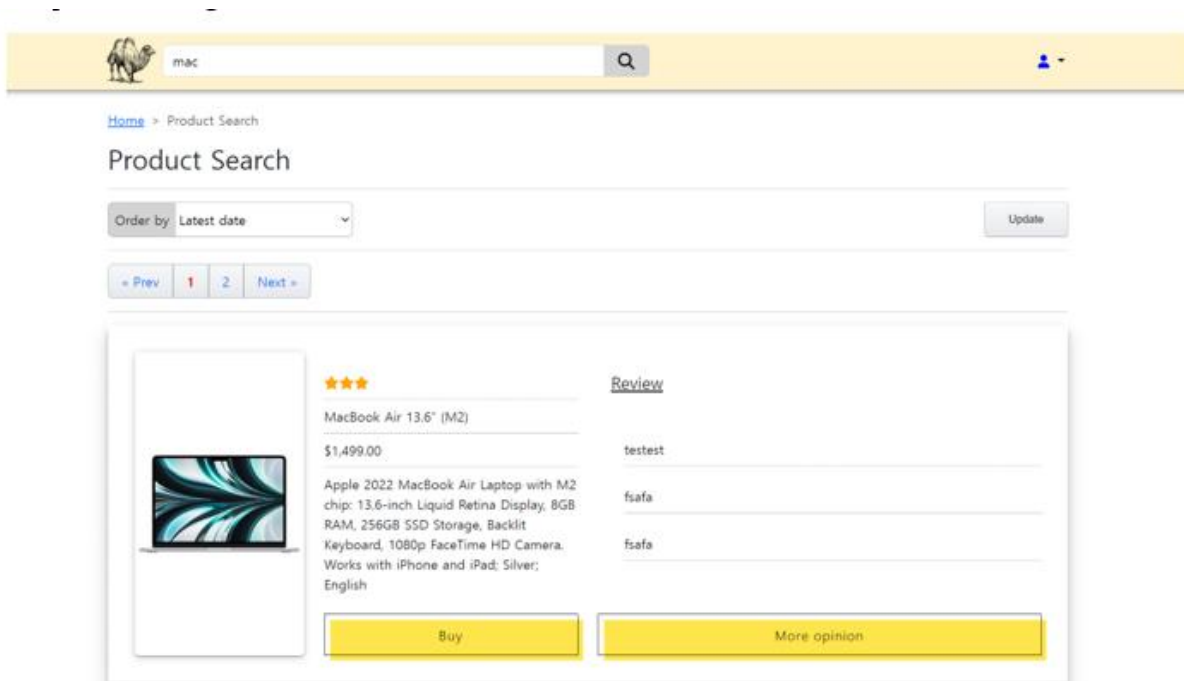 mac
Home > Product Search
Product Search
Order by Latest date
Update
« Prev 1 2 Next »
Review
MacBook Air 13.6" (M2)
$1,499.00
testest
Apple 2022 MacBook Air Laptop with M2
chip: 13.6-inch Liquid Retina Display, 8GB
RAM, 256GB SSD Storage, Backlit
Keyboard, 1080p FaceTime HD Camera.
Works with iPhone and iPad; Silver;
English
fsafa
fsafa
Buy
More opinion